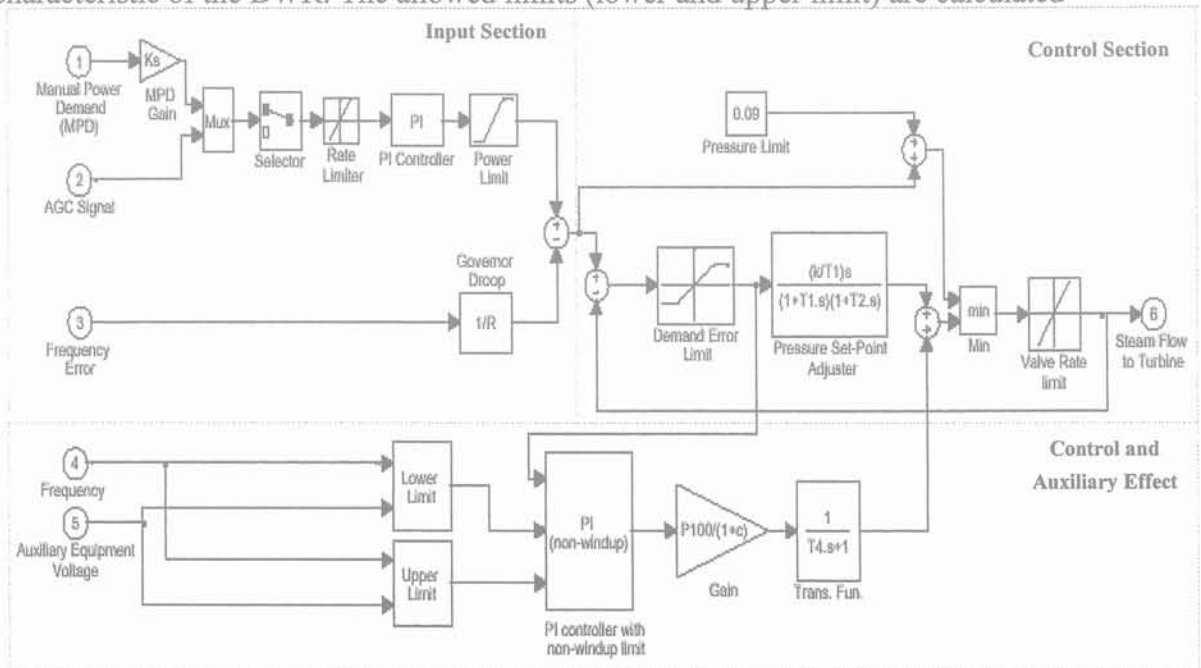 characteristic of the BWR. The allowed limits (lower and upper limit) are calculated
Input Section
Control Section
1
Manual Power
Demand
(MPD)
Ks
MPD
Gain
Mux
Selector
Rate
Limiter
PI
PI Controller
Power
Limit
2
AGC Signal
0.09
Pressure Limit
+
+
+
-
+
-
Governor
Droop
1/R
3
Frequency
Error
Demand Error
Limit
(k/T1)s
(1+T1.s)(1+T2.s)
Pressure Set-Point
Adjuster
+
+
min
Min
Valve Rate
limit
6
Steam Flow
to Turbine
Control and
Auxiliary Effect
4
Frequency
5
Auxiliary Equipment
Voltage
Lower
Limit
Upper
Limit
PI
(non-windup)
PI controller with
non-windup limit
P100/(1+c)
Gain
1
T4.s+1
Trans. Fun.